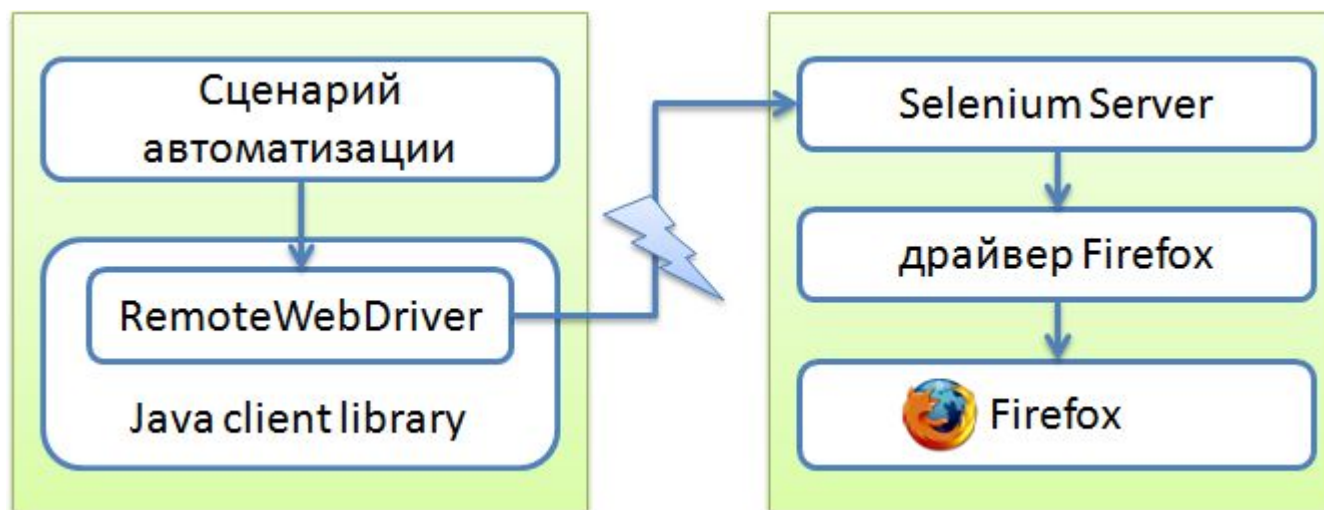 Сценарий
автоматизации
RemoteWebDriver
Java client library
Selenium Server
драйвер Firefox
Firefox